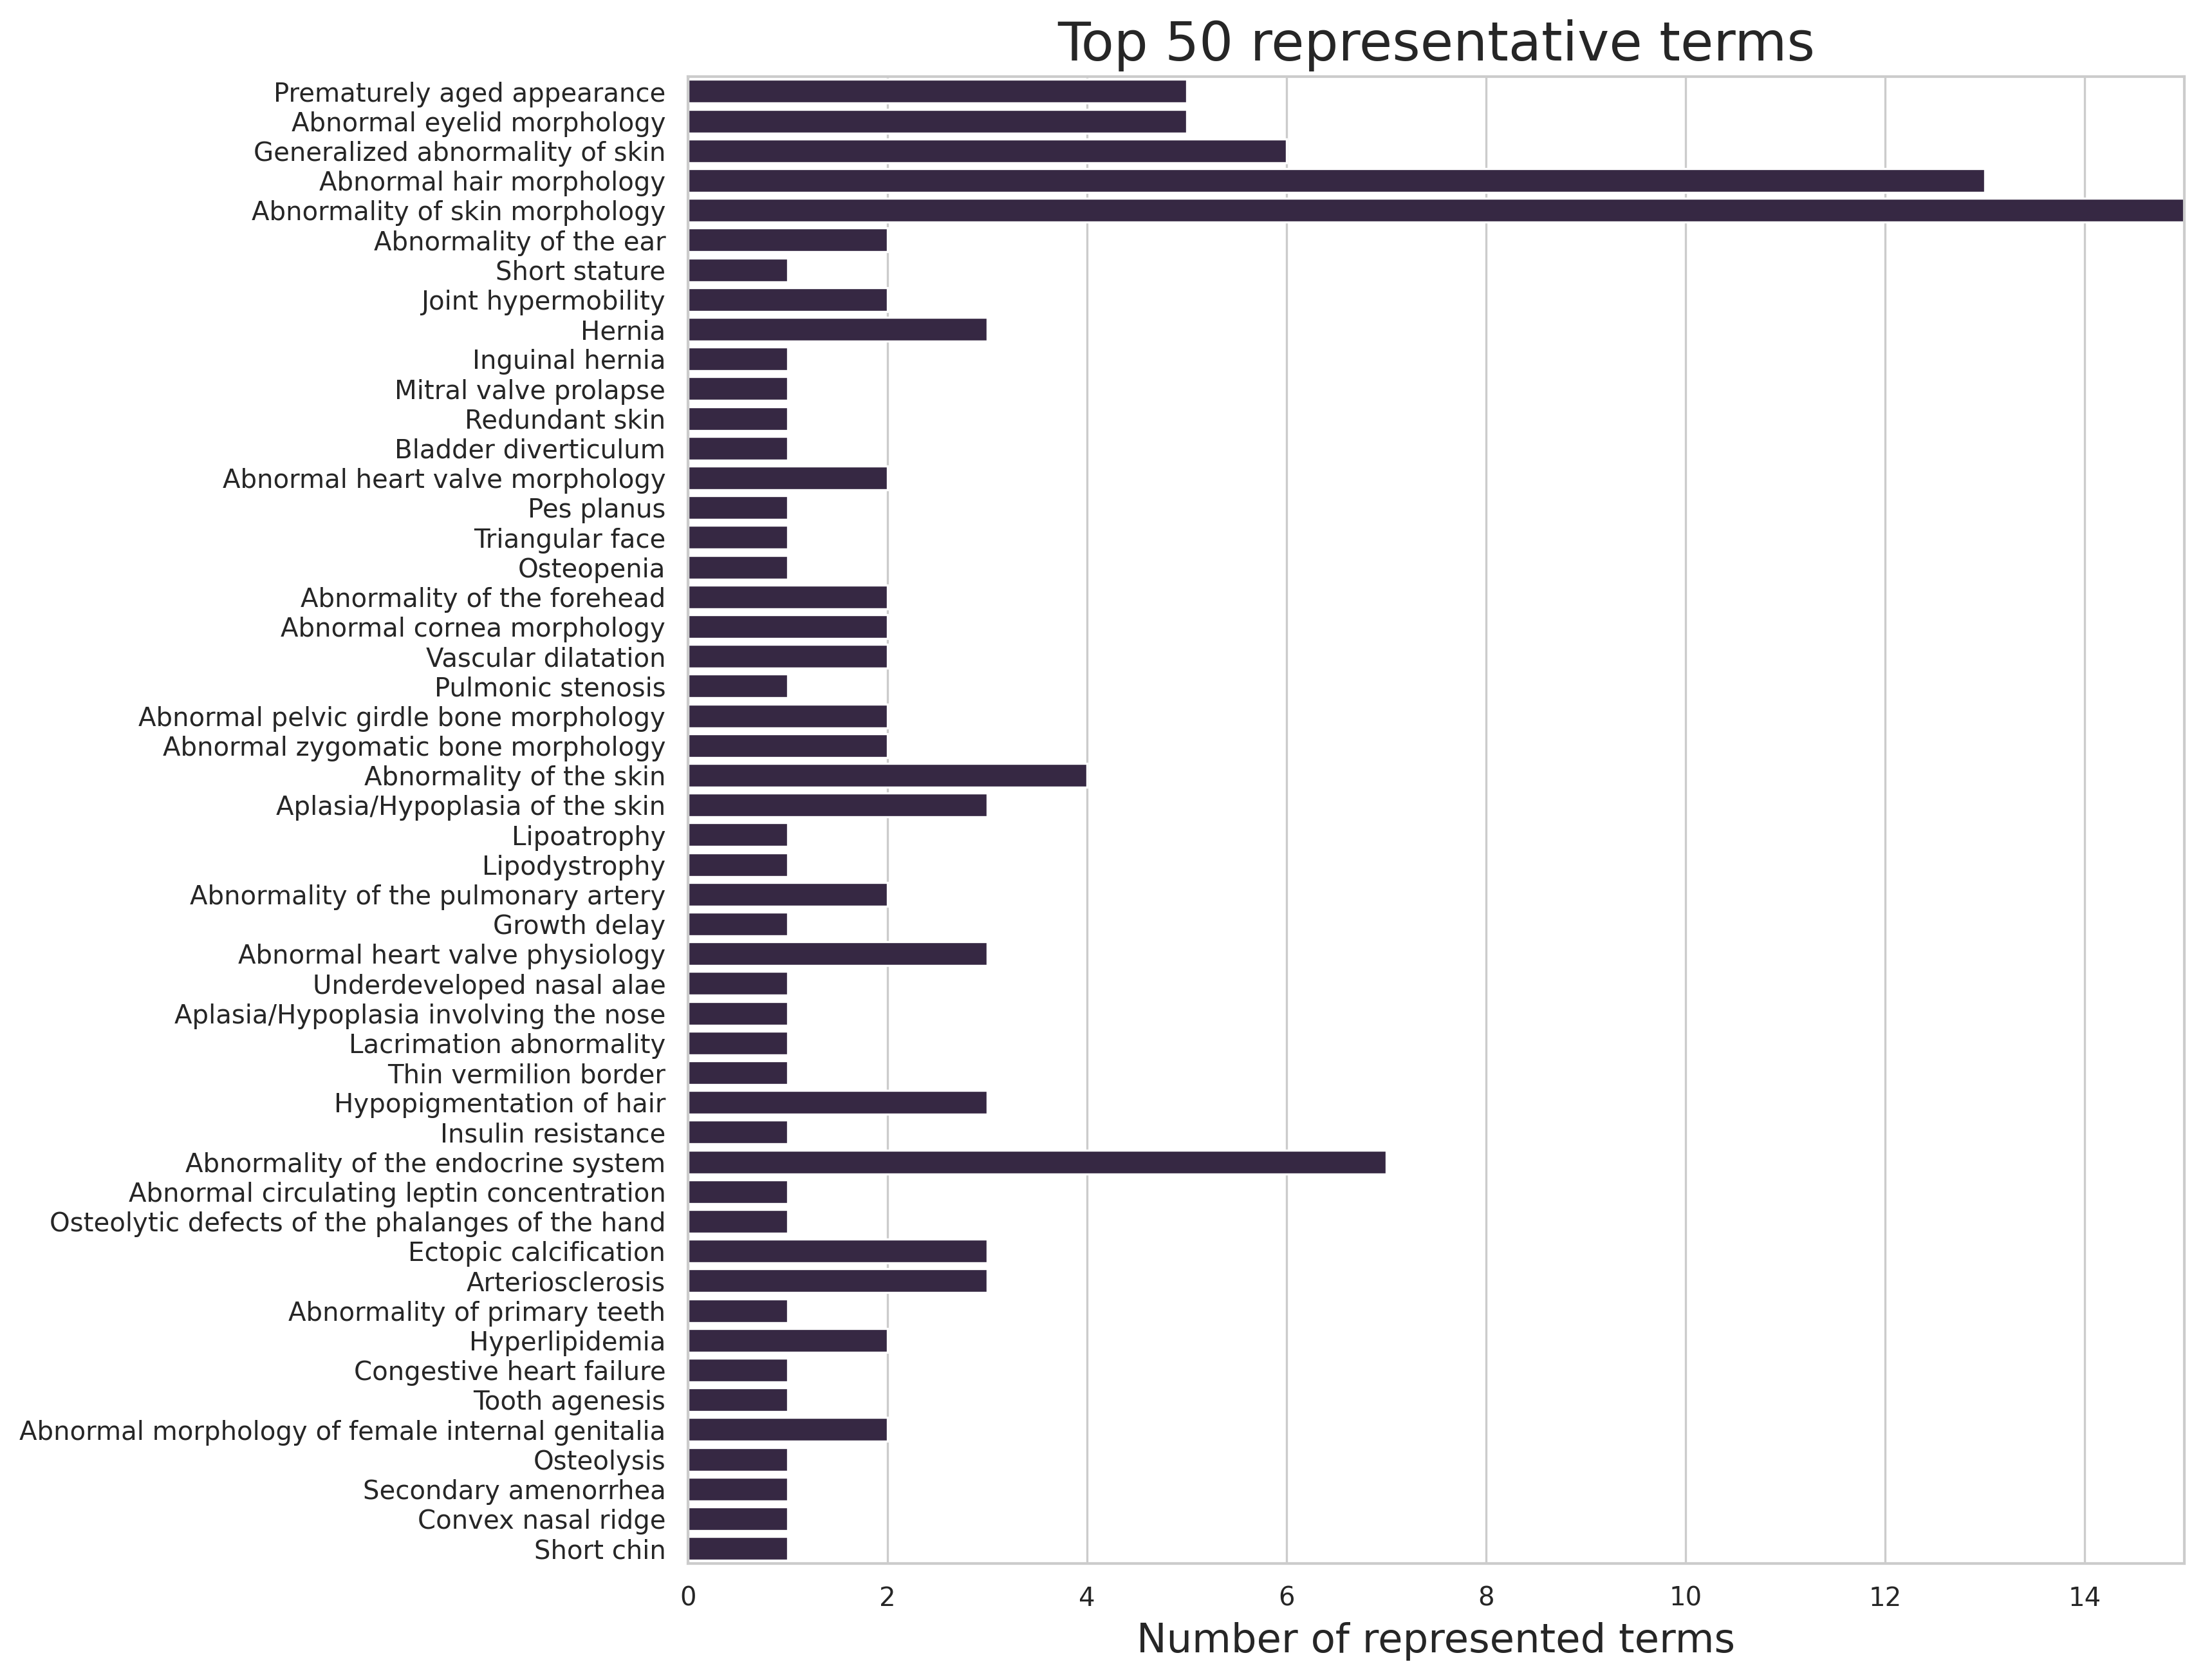 Top 50 representative terms
Prematurely aged appearance
Abnormal eyelid morphology
Generalized abnormality of skin
Abnormal hair morphology
Abnormality of skin morphology
Abnormality of the ear
Short stature
Joint hypermobility
Hernia
Inguinal hernia
Mitral valve prolapse
Redundant skin
Bladder diverticulum
Abnormal heart valve morphology
Pes planus
Triangular face
Osteopenia
Abnormality of the forehead
Abnormal cornea morphology
Vascular dilatation
Pulmonic stenosis
Abnormal pelvic girdle bone morphology
Abnormal zygomatic bone morphology
Abnormality of the skin
Aplasia/Hypoplasia of the skin
Lipoatrophy
Lipodystrophy
Abnormality of the pulmonary artery
Growth delay
Abnormal heart valve physiology
Underdeveloped nasal alae
Aplasia/Hypoplasia involving the nose
Lacrimation abnormality
Thin vermilion border
Hypopigmentation of hair
Insulin resistance
Abnormality of the endocrine system
Abnormal circulating leptin concentration
Osteolytic defects of the phalanges of the hand
Ectopic calcification
Arteriosclerosis
Abnormality of primary teeth
Hyperlipidemia
Congestive heart failure
Tooth agenesis
Abnormal morphology of female internal genitalia
Osteolysis
Secondary amenorrhea
Convex nasal ridge
Short chin
0 2 4 6 8 10 12 14
Number of represented terms